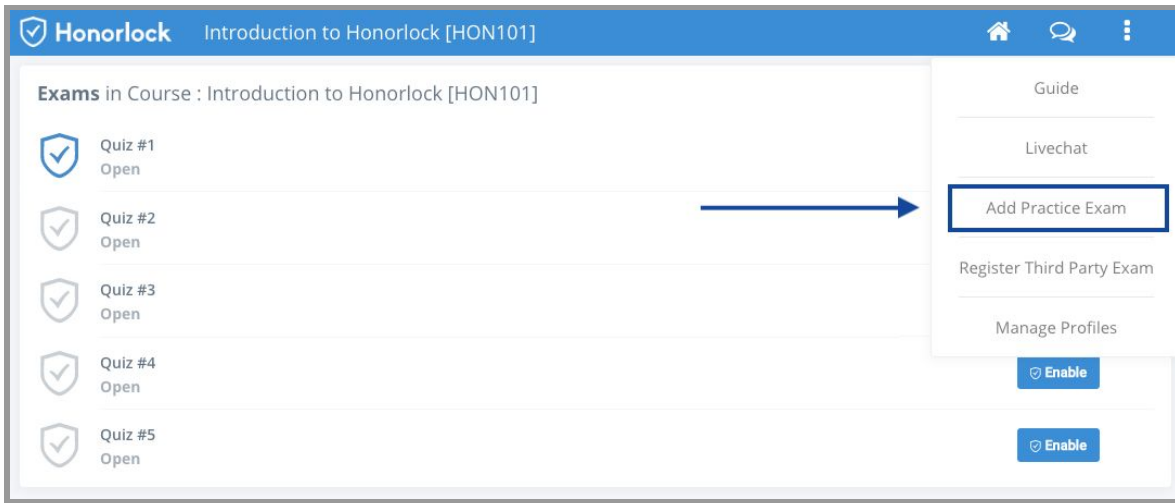 Honorlock Introduction to Honorlock [HON101]
Exams in Course : Introduction to Honorlock [HON101]
Quiz #1
Open
Quiz #2
Open
Quiz #3
Open
Quiz #4
Open
Quiz #5
Open
Guide
Livechat
Add Practice Exam
Register Third Party Exam
Manage Profiles
Enable
Enable